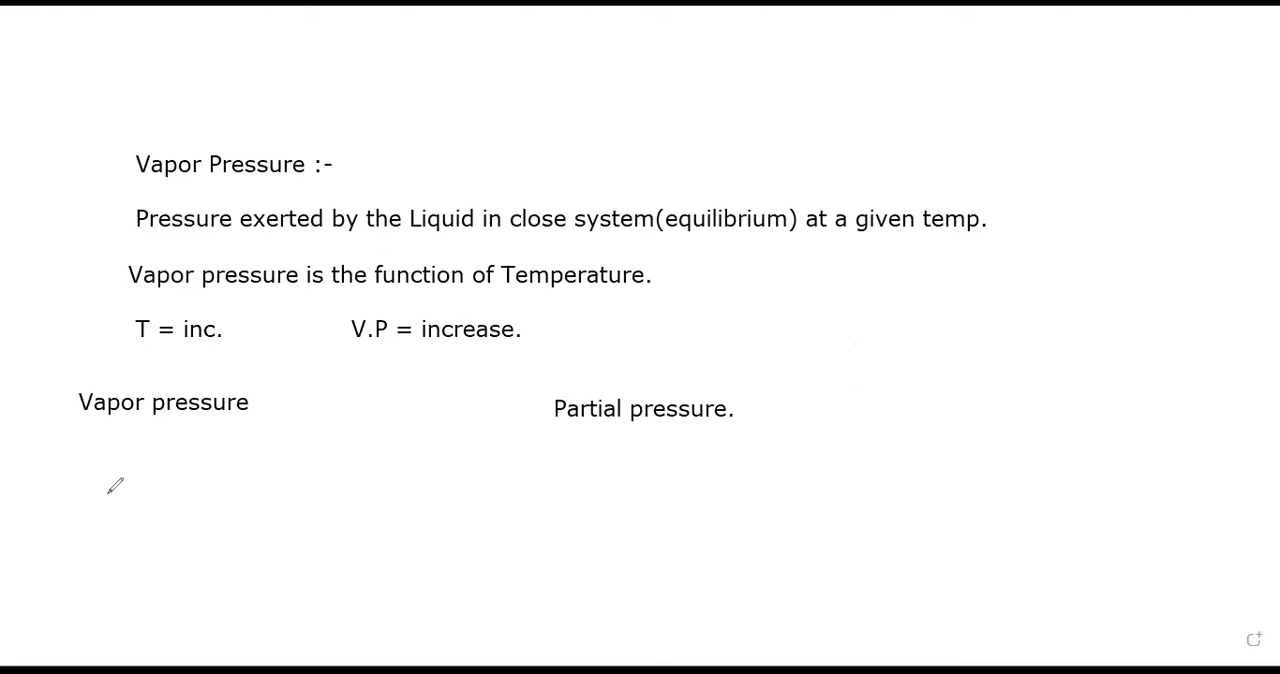 Vapor Pressure :-
Pressure exerted by the Liquid in close system(equilibrium) at a given temp.
Vapor pressure is the function of Temperature.
T = inc. V.P = increase.
Vapor pressure Partial pressure.